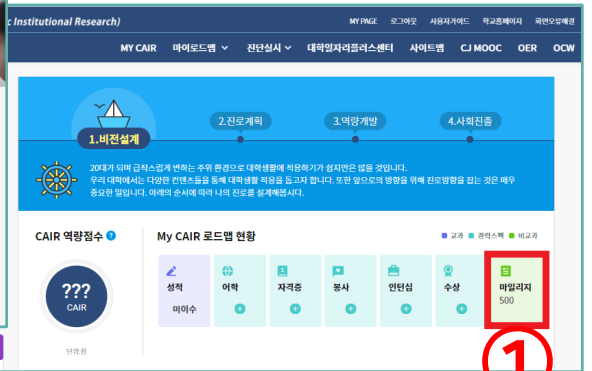 c Institutional Research)
MY PAGE 로그아웃 사용자가이드 학교홈페이지 화면오류해결
MY CAIR 마이로드맵 진단실시 대학일자리플러스센터 사이트맵 CJ MOOC OER OCW
1.비전설계 2.진로계획 3.역량개발 4.사회진출
20대가 되며 급작스럽게 변하는 주위 환경으로 대학생활에 적응하기가 쉽지만은 않을 것입니다.
우리 대학에서는 다양한 컨텐츠들을 통해 대학생활 적응을 돕고자 합니다. 또한 앞으로의 방향을 위해 진로방향을 잡는 것은 매우
중요한 일입니다. 아래의 순서에 따라 나의 진로를 설계해봅시다.
CAIR 역량점수 ?
My CAIR 로드맵 현황
교과 경력스펙 비교과
???
CAIR
단위:점
성적 어학 자격증 봉사 인턴십 수상 마일리지
미이수 500
1